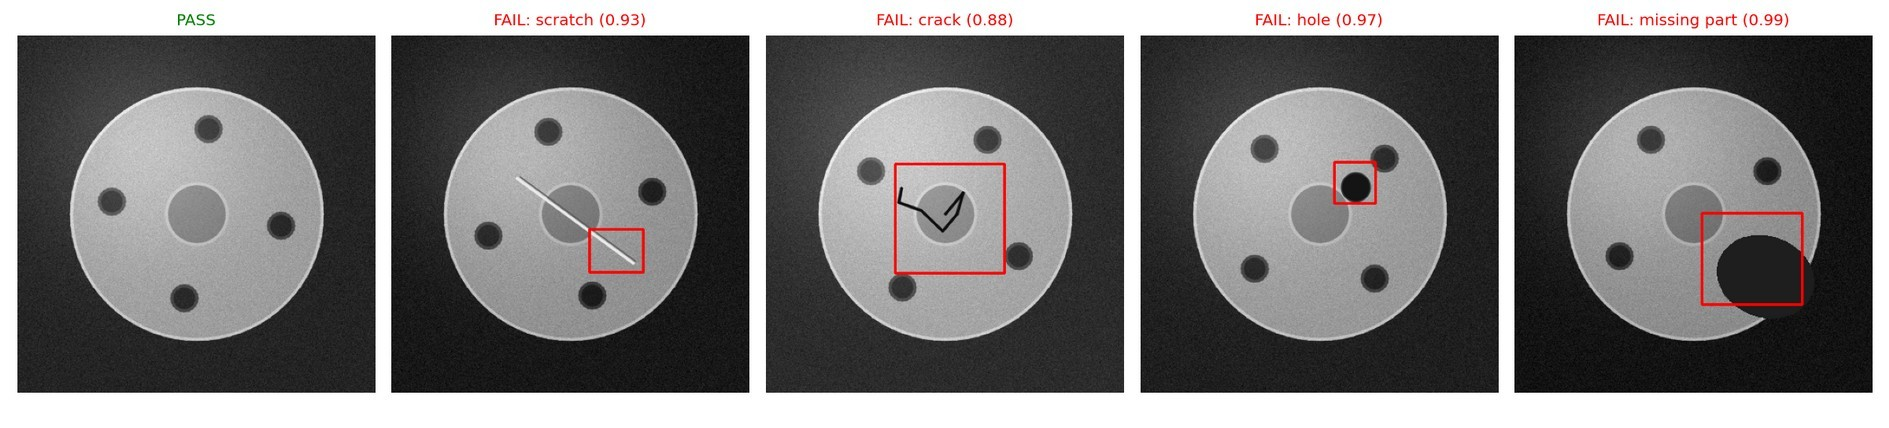 PASS
FAIL: scratch (0.93)
FAIL: crack (0.88)
FAIL: hole (0.97)
FAIL: missing part (0.99)